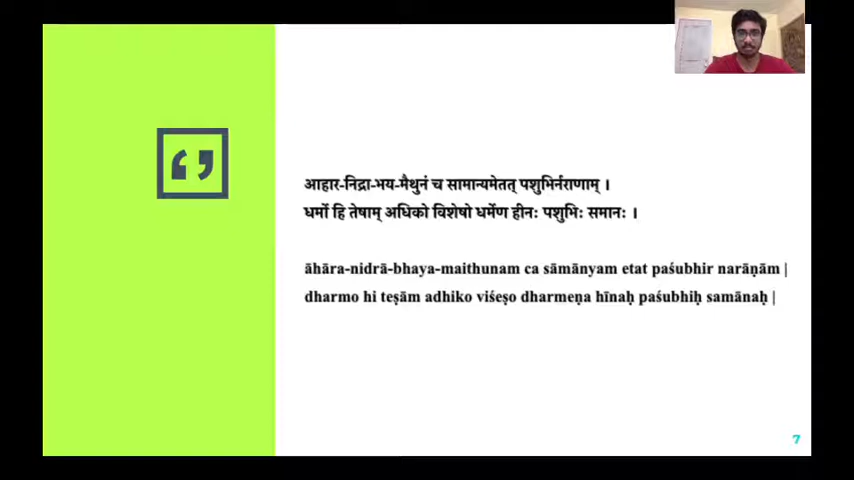 आहार-निद्रा-भय-मैथुनं च सामान्यमेतत् पशुभिर्नराणाम् ।
धर्मो हि तेषाम् अधिको विशेषो धर्मेण हीनः पशुभिः समानः ।
āhāra-nidrā-bhaya-maithunam ca sāmānyam etat paśubhir narāṇām |
dharmo hi teṣām adhiko viśeṣo dharmeṇa hīnaḥ paśubhiḥ samānaḥ |
7